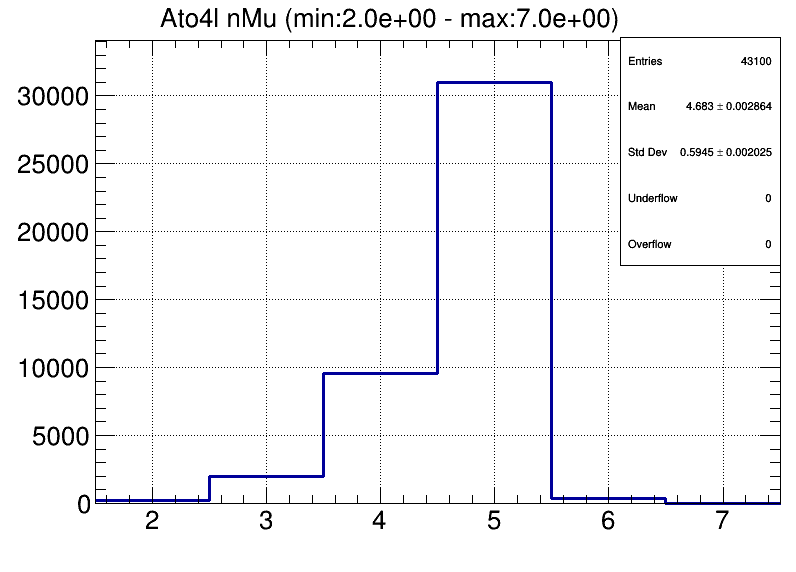 Ato4l nMu (min:2.0e+00 - max:7.0e+00)
Entries 43100
Mean 4.683 ± 0.002864
Std Dev 0.5945 ± 0.002025
Underflow 0
Overflow 0
30000
25000
20000
15000
10000
5000
0
2 3 4 5 6 7